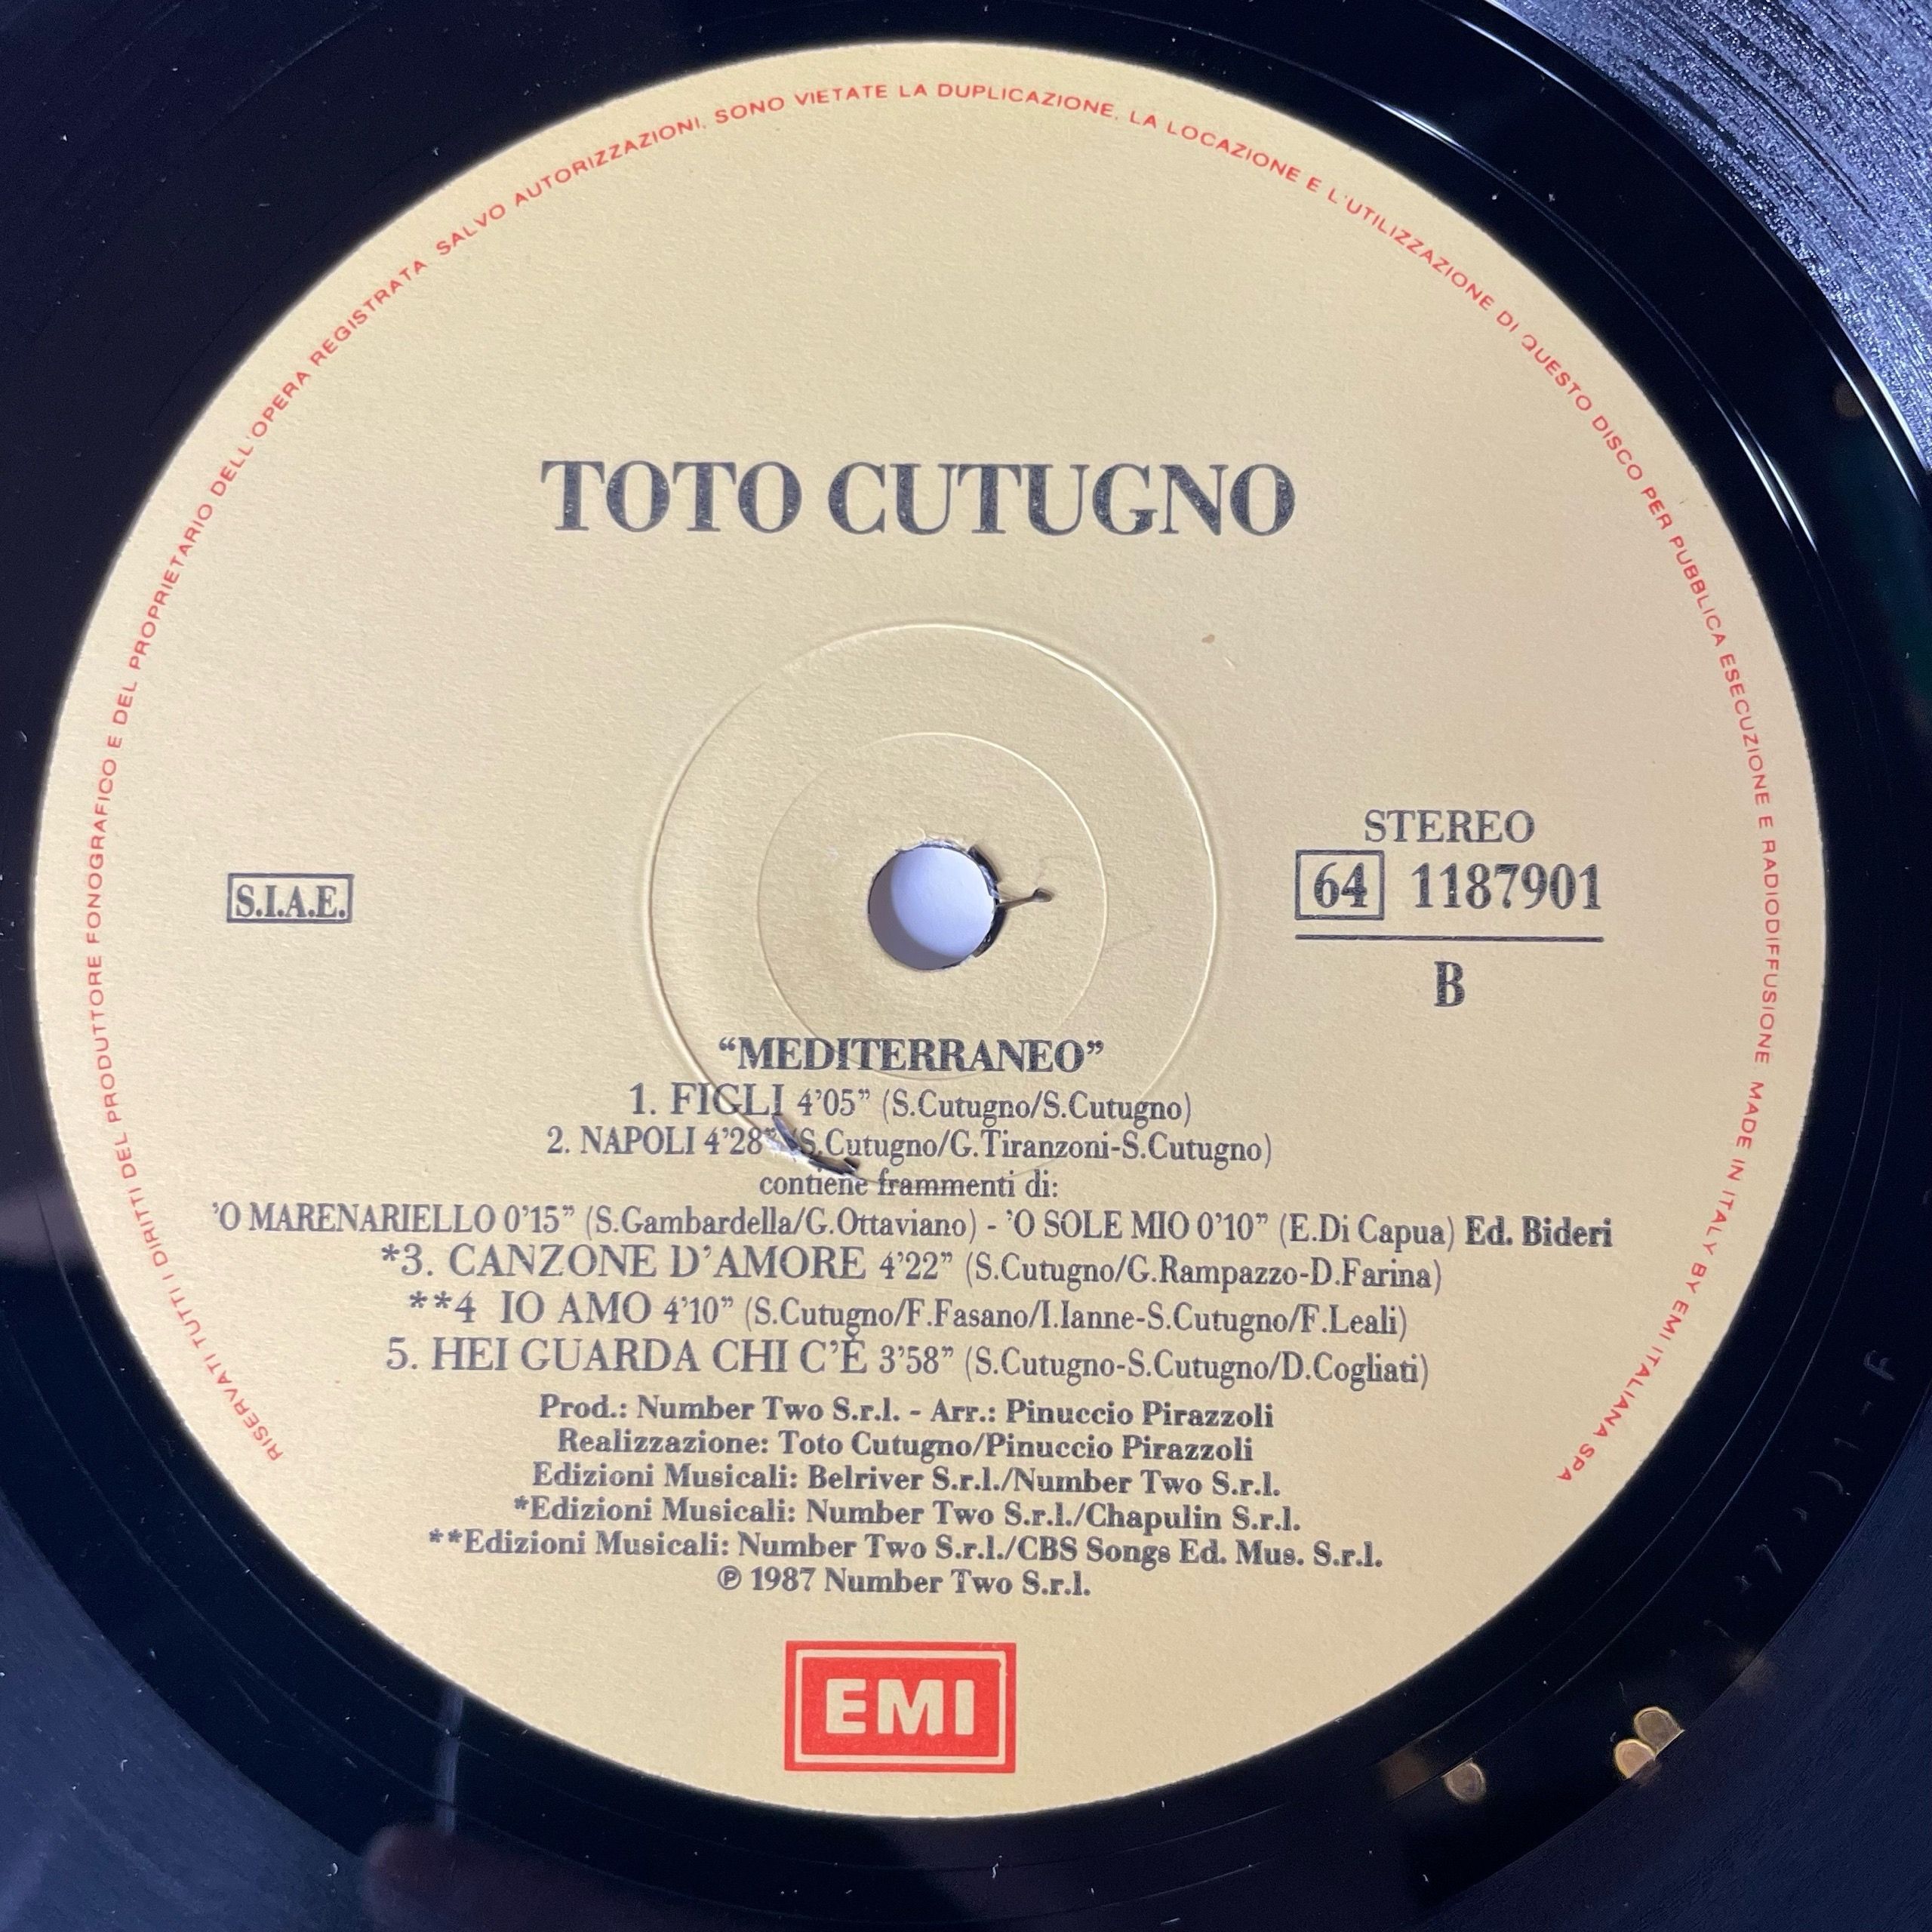 RISERVATI TUTTI I DIRITTI DEL PRODUTTORE FONOGRAFICO E DEL PROPRIETARIO DELL'OPERA REGISTRATA SALVO AUTORIZZAZIONI, SONO VIETATE LA DUPLICAZIONE, LA LOCAZIONE E L'UTILIZZAZIONE DI QUESTO DISCO PER PUBBLICA ESECUZIONE E RADIODIFFUSIONE MADE IN ITALY BY EMI ITALIANA SPA
TOTO CUTUGNO
S.I.A.E.
STEREO
64 1187901
B
“MEDITERRANEO”
1. FIGLI 4'05” (S.Cutugno/S.Cutugno)
2. NAPOLI 4'28” (S.Cutugno/G.Tiranzoni-S.Cutugno)
contiene frammenti di:
'O MARENARIELLO 0'15” (S.Gambardella/G.Ottaviano) - 'O SOLE MIO 0'10” (E.Di Capua) Ed. Bideri
*3. CANZONE D'AMORE 4'22” (S.Cutugno/G.Rampazzo-D.Farina)
**4 IO AMO 4'10” (S.Cutugno/F.Fasano/I.Ianne-S.Cutugno/F.Leali)
5. HEI GUARDA CHI C'È 3'58” (S.Cutugno-S.Cutugno/D.Cogliati)
Prod.: Number Two S.r.l. - Arr.: Pinuccio Pirazzoli
Realizzazione: Toto Cutugno/Pinuccio Pirazzoli
Edizioni Musicali: Belriver S.r.l./Number Two S.r.l.
*Edizioni Musicali: Number Two S.r.l./Chapulin S.r.l.
**Edizioni Musicali: Number Two S.r.l./CBS Songs Ed. Mus. S.r.l.
℗ 1987 Number Two S.r.l.
EMI